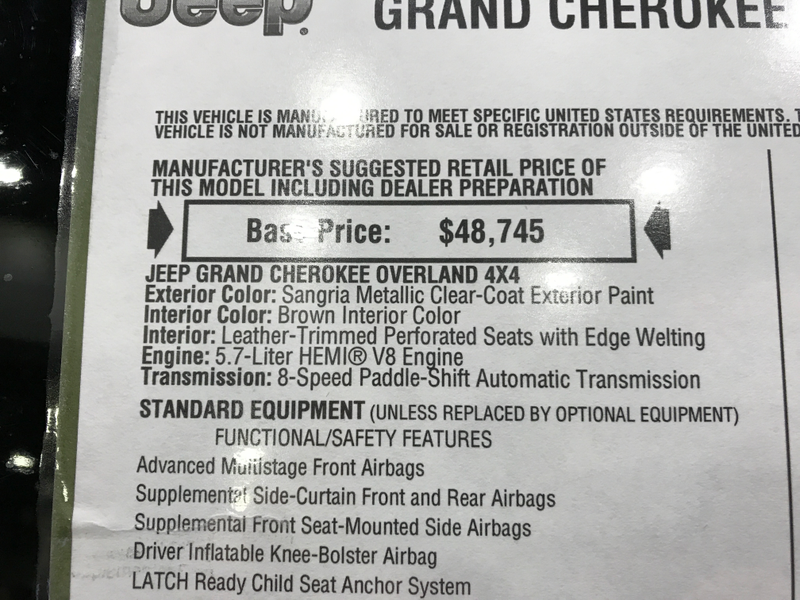 Jeep
GRAND CHEROKEE
THIS VEHICLE IS MANUFACTURED TO MEET SPECIFIC UNITED STATES REQUIREMENTS.
VEHICLE IS NOT MANUFACTURED FOR SALE OR REGISTRATION OUTSIDE OF THE UNITED
MANUFACTURER'S SUGGESTED RETAIL PRICE OF
THIS MODEL INCLUDING DEALER PREPARATION
Base Price: $48,745
JEEP GRAND CHEROKEE OVERLAND 4X4
Exterior Color: Sangria Metallic Clear-Coat Exterior Paint
Interior Color: Brown Interior Color
Interior: Leather-Trimmed Perforated Seats with Edge Welting
Engine: 5.7-Liter HEMI® V8 Engine
Transmission: 8-Speed Paddle-Shift Automatic Transmission
STANDARD EQUIPMENT (UNLESS REPLACED BY OPTIONAL EQUIPMENT)
FUNCTIONAL/SAFETY FEATURES
Advanced Multistage Front Airbags
Supplemental Side-Curtain Front and Rear Airbags
Supplemental Front Seat-Mounted Side Airbags
Driver Inflatable Knee-Bolster Airbag
LATCH Ready Child Seat Anchor System